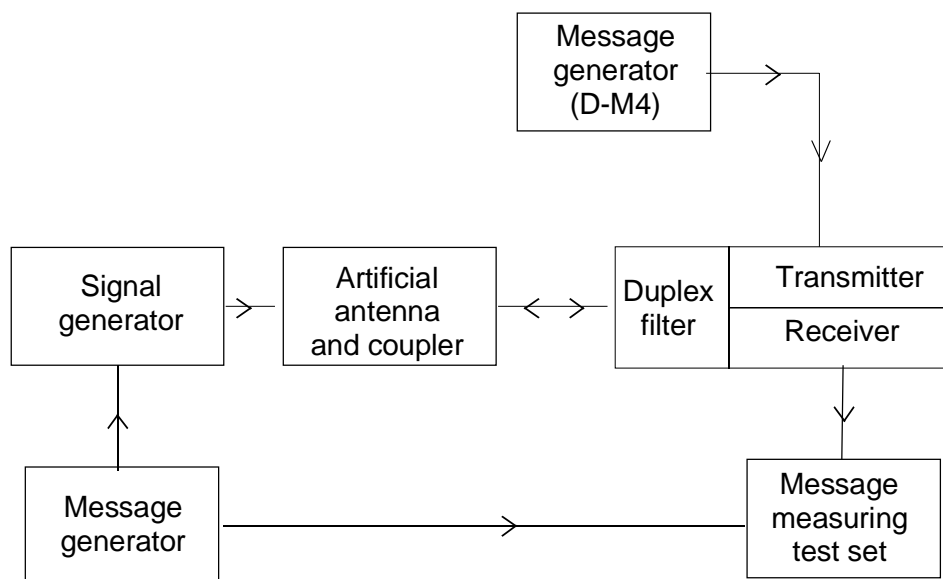 Message
generator
(D-M4)
Signal
generator
Artificial
antenna
and coupler
Duplex
filter
Transmitter
Receiver
Message
generator
Message
measuring
test set